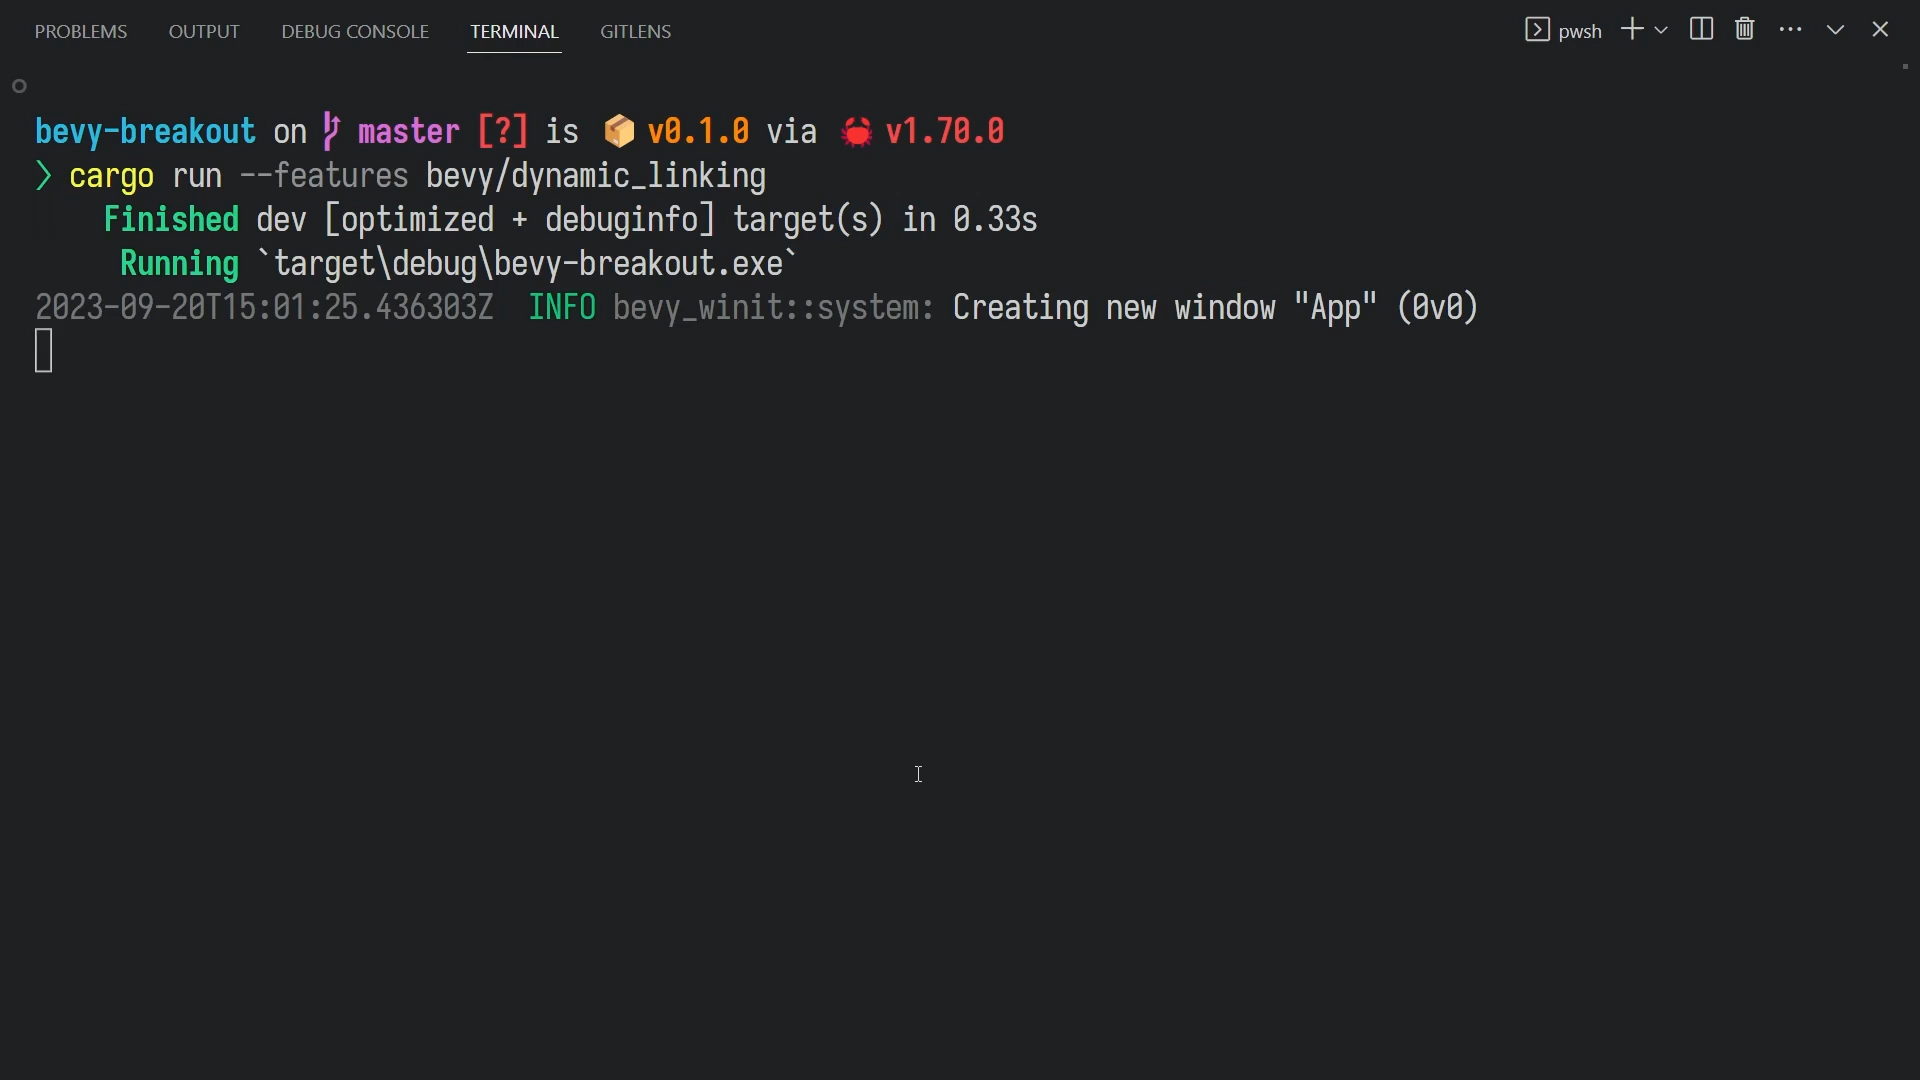 PROBLEMS OUTPUT DEBUG CONSOLE TERMINAL GITLENS pwsh
bevy-breakout on master [?] is 📦 v0.1.0 via 🦀 v1.70.0
❯ cargo run --features bevy/dynamic_linking
Finished dev [optimized + debuginfo] target(s) in 0.33s
Running `target\debug\bevy-breakout.exe`
2023-09-20T15:01:25.436303Z INFO bevy_winit::system: Creating new window "App" (0v0)